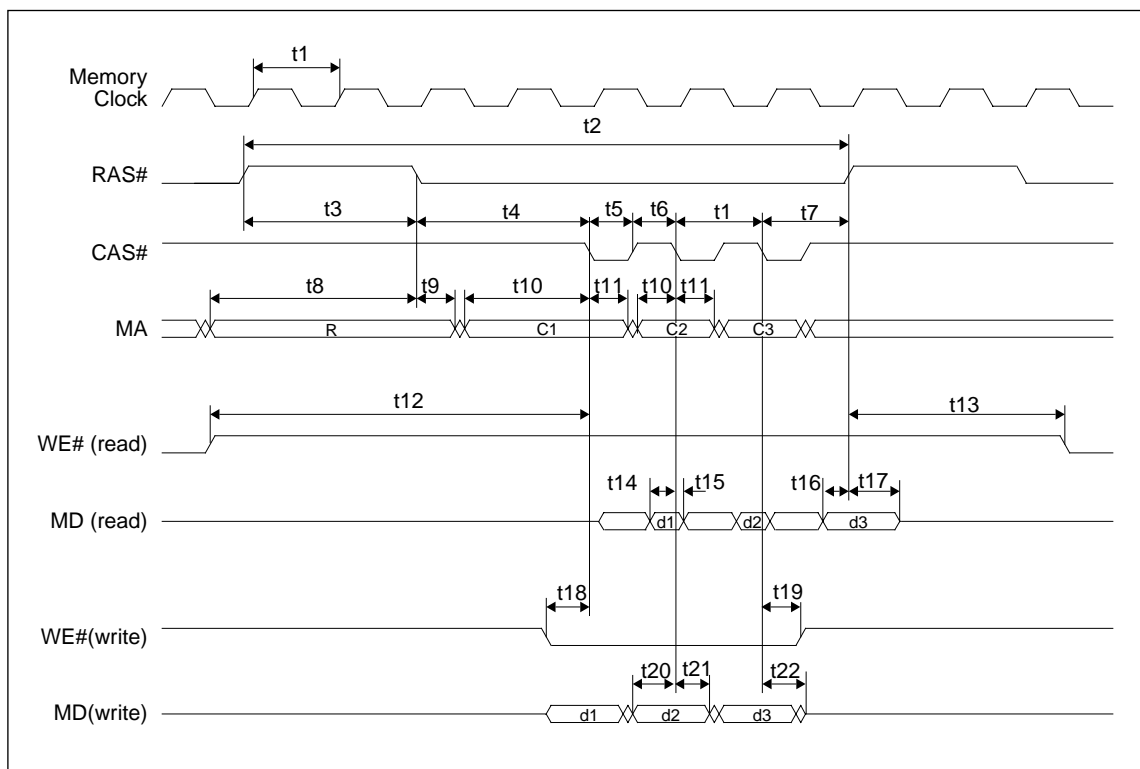 t1
Memory
Clock
t2
RAS#
t3 t4 t5 t6 t1 t7
CAS#
t8 t9 t10 t11 t10 t11
MA
R C1 C2 C3
t12 t13
WE# (read)
t14 t15 t16 t17
MD (read)
d1 d2 d3
t18 t19
WE#(write)
t20 t21 t22
MD(write)
d1 d2 d3